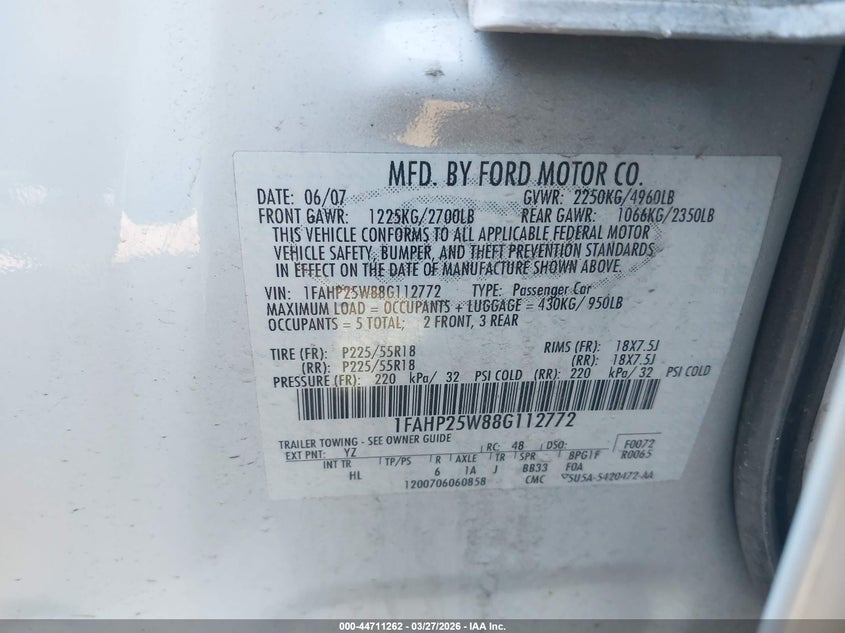 MFD. BY FORD MOTOR CO.
DATE: 06/07 GVWR: 2250KG/4960LB
FRONT GAWR: 1225KG/2700LB REAR GAWR: 1066KG/2350LB
THIS VEHICLE CONFORMS TO ALL APPLICABLE FEDERAL MOTOR
VEHICLE SAFETY, BUMPER, AND THEFT PREVENTION STANDARDS
IN EFFECT ON THE DATE OF MANUFACTURE SHOWN ABOVE.
VIN: 1FAHP25W88G112772 TYPE: Passenger Car
MAXIMUM LOAD = OCCUPANTS + LUGGAGE = 430KG/ 950LB
OCCUPANTS = 5 TOTAL; 2 FRONT, 3 REAR
TIRE (FR): P225/55R18 RIMS (FR): 18X7.5J
(RR): P225/55R18 (RR): 18X7.5J
PRESSURE (FR): 220 kPa/ 32 PSI COLD (RR): 220 kPa/ 32 PSI COLD
1FAHP25W88G112772
TRAILER TOWING - SEE OWNER GUIDE
EXT PNT: YZ RC: 48 DSO: F0072
INT TR TP/PS R AXLE TR SPR BPG1F R0065
HL 6 1A J BB33 F0A
1200706060858 CMC 5U5A-5420472-AA
000-44711262 - 03/27/2026 - IAA Inc.